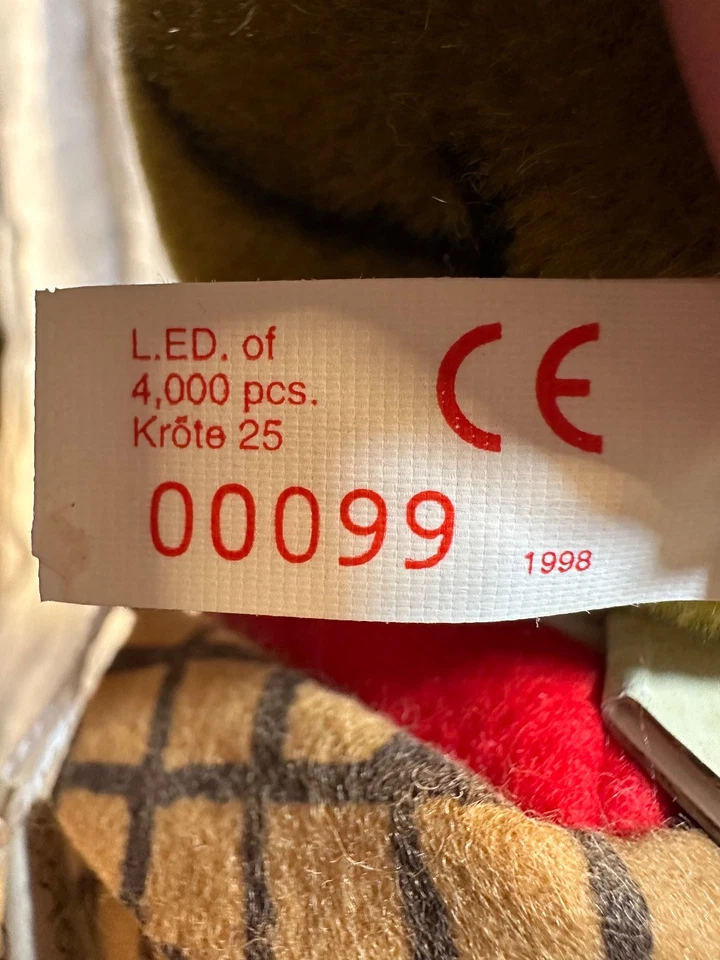 L.ED. of
4,000 pcs.
Kröte 25
CE
00099
1998